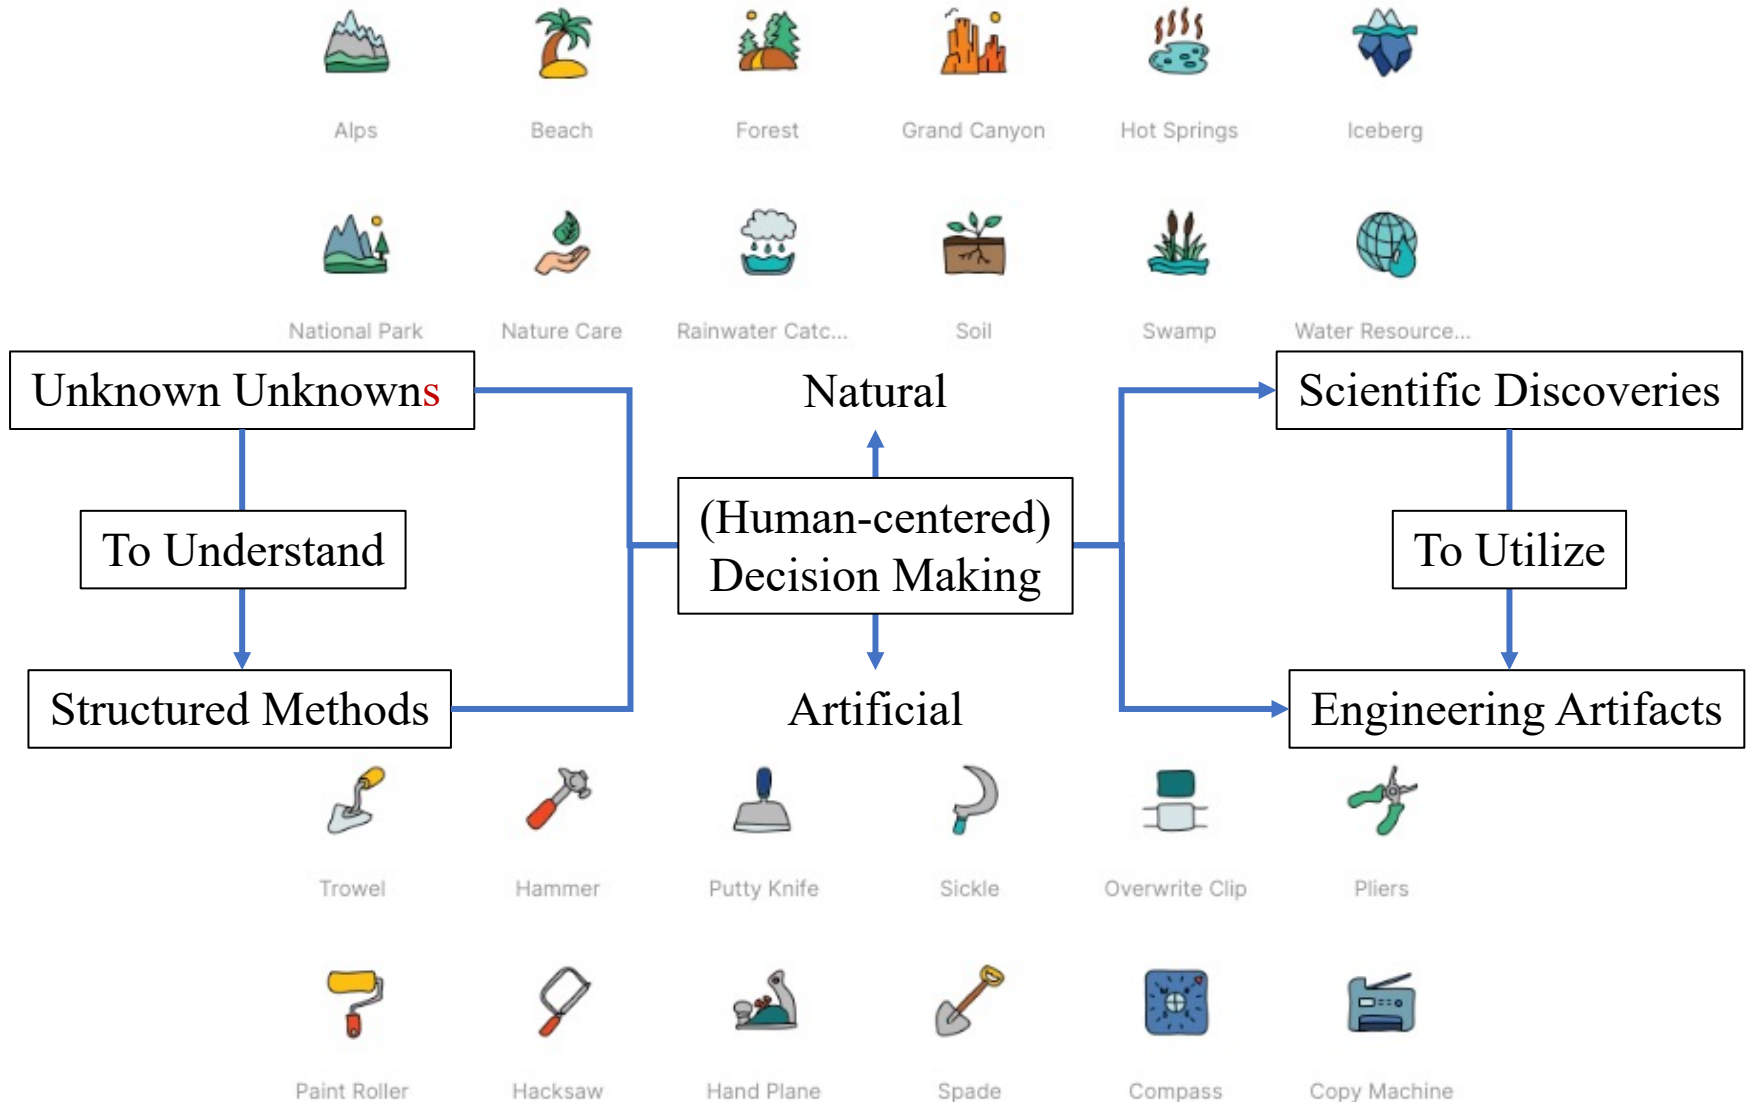 Alps
Beach
Forest
Grand Canyon
Hot Springs
Iceberg
National Park
Nature Care
Rainwater Catc...
Soil
Swamp
Water Resource...
Unknown Unknowns
Natural
Scientific Discoveries
To Understand
(Human-centered)
Decision Making
To Utilize
Structured Methods
Artificial
Engineering Artifacts
Trowel
Hammer
Putty Knife
Sickle
Overwrite Clip
Pliers
Paint Roller
Hacksaw
Hand Plane
Spade
Compass
Copy Machine